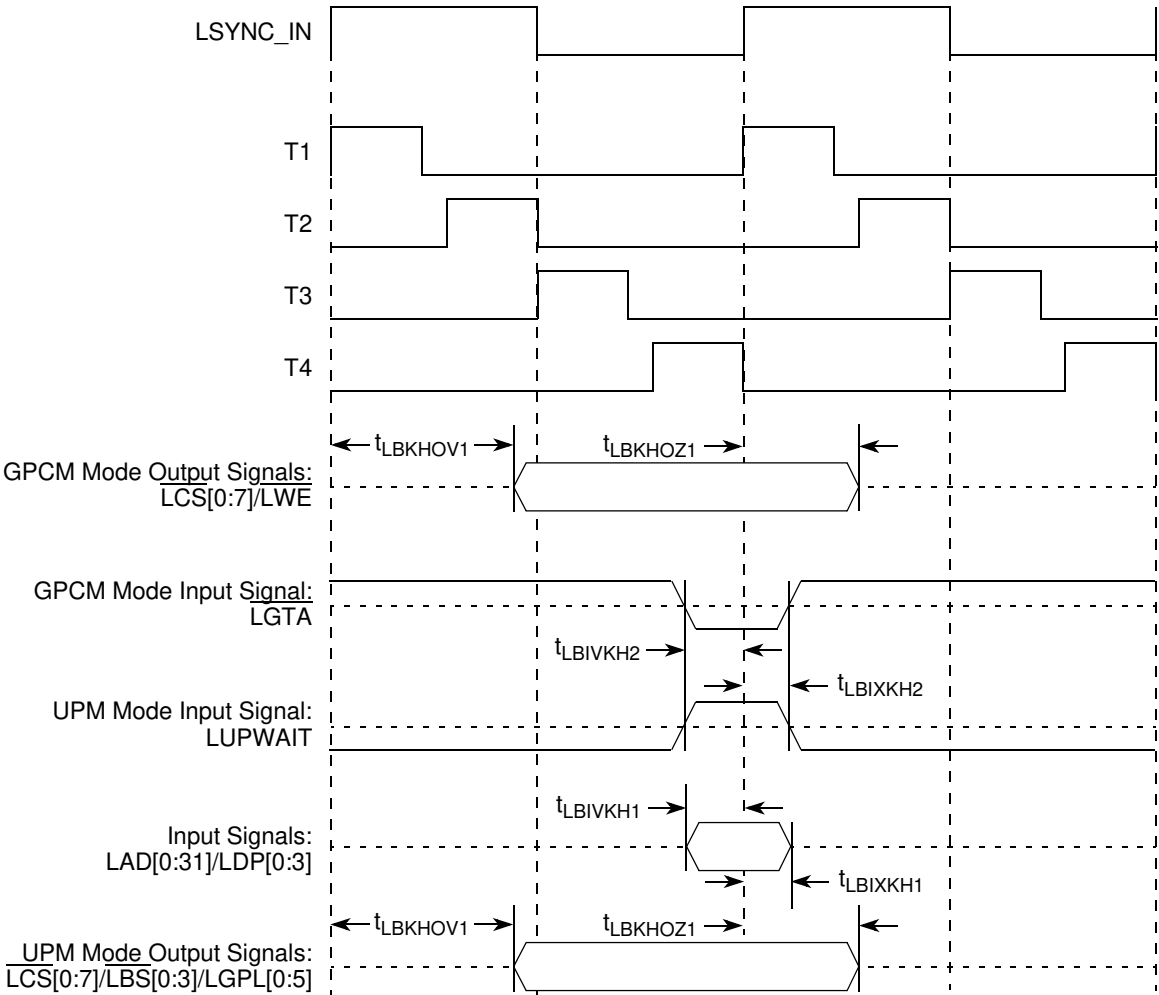 LSYNC_IN
T1
T2
T3
T4
tLBKHOV1
tLBKHOZ1
GPCM Mode Output Signals:
LCS[0:7]/LWE
GPCM Mode Input Signal:
LGTA
tLBIVKH2
tLBIXKH2
UPM Mode Input Signal:
LUPWAIT
tLBIVKH1
Input Signals:
LAD[0:31]/LDP[0:3]
tLBIXKH1
tLBKHOV1
tLBKHOZ1
UPM Mode Output Signals:
LCS[0:7]/LBS[0:3]/LGPL[0:5]